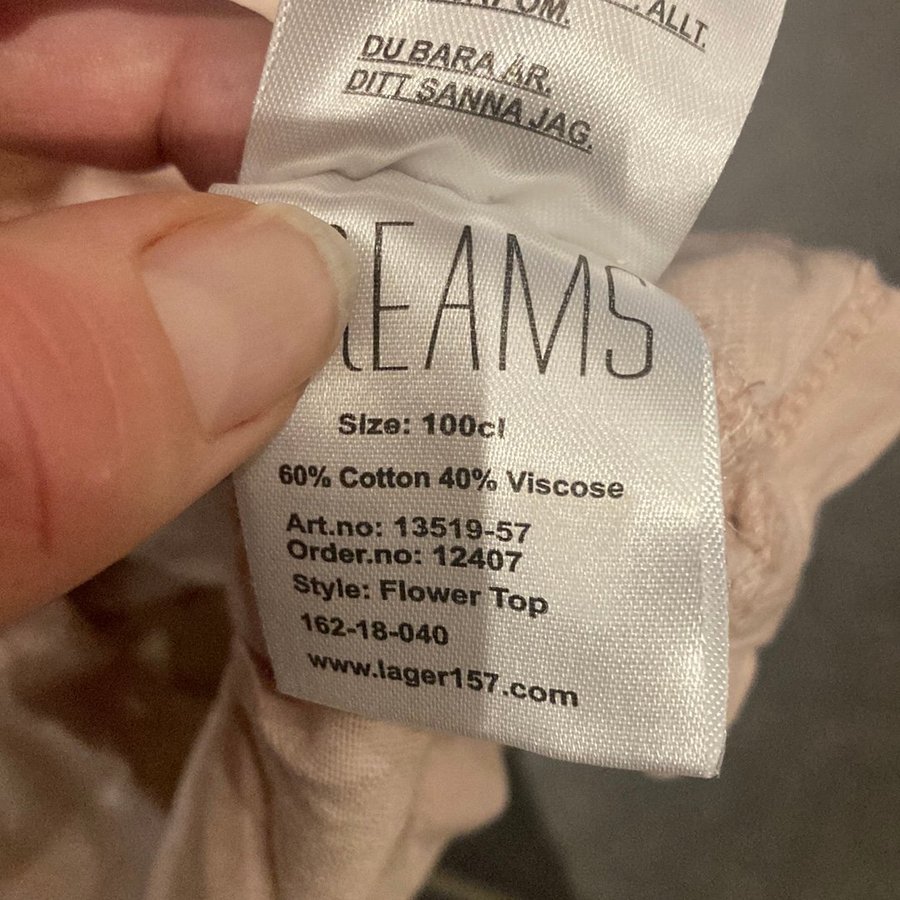 ALLT.
DU BARA ÄR.
DITT SANNA JAG.
REAMS
Size: 100cl
60% Cotton 40% Viscose
Art.no: 13519-57
Order.no: 12407
Style: Flower Top
162-18-040
www.lager157.com